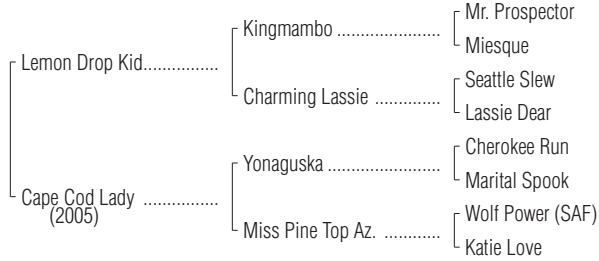 Mr. Prospector
Kingmambo ..................
Miesque
Lemon Drop Kid...............
Seattle Slew
Charming Lassie .............
Lassie Dear
Cherokee Run
Yonaguska ....................
Marital Spook
Cape Cod Lady ...............
(2005)
Wolf Power (SAF)
Miss Pine Top Az. ...........
Katie Love